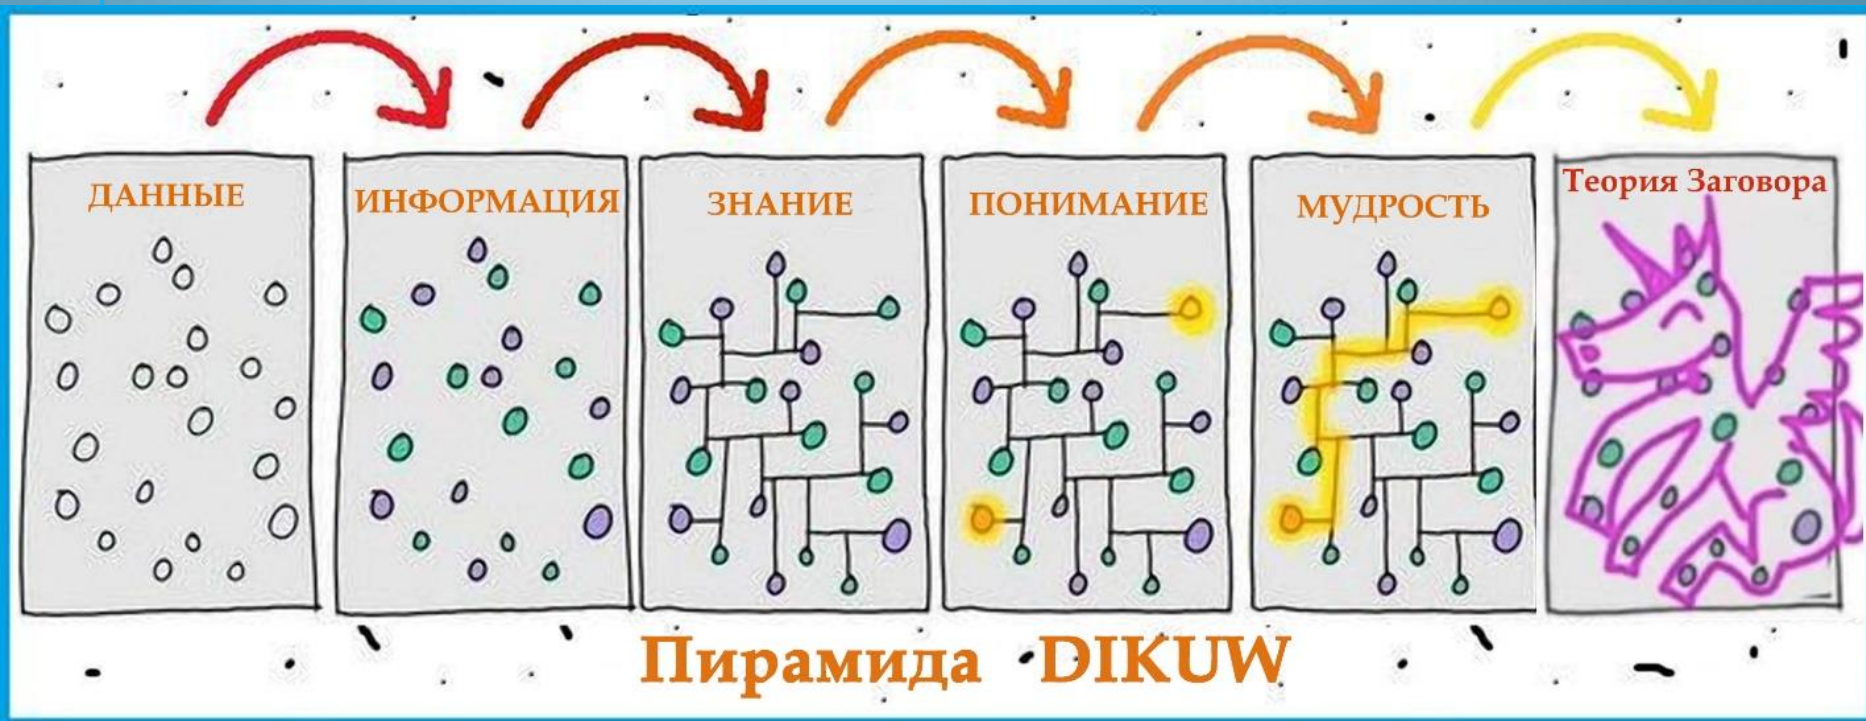 ДАННЫЕ
ИНФОРМАЦИЯ
ЗНАНИЕ
ПОНИМАНИЕ
МУДРОСТЬ
Теория Заговора
Пирамида DIKUW